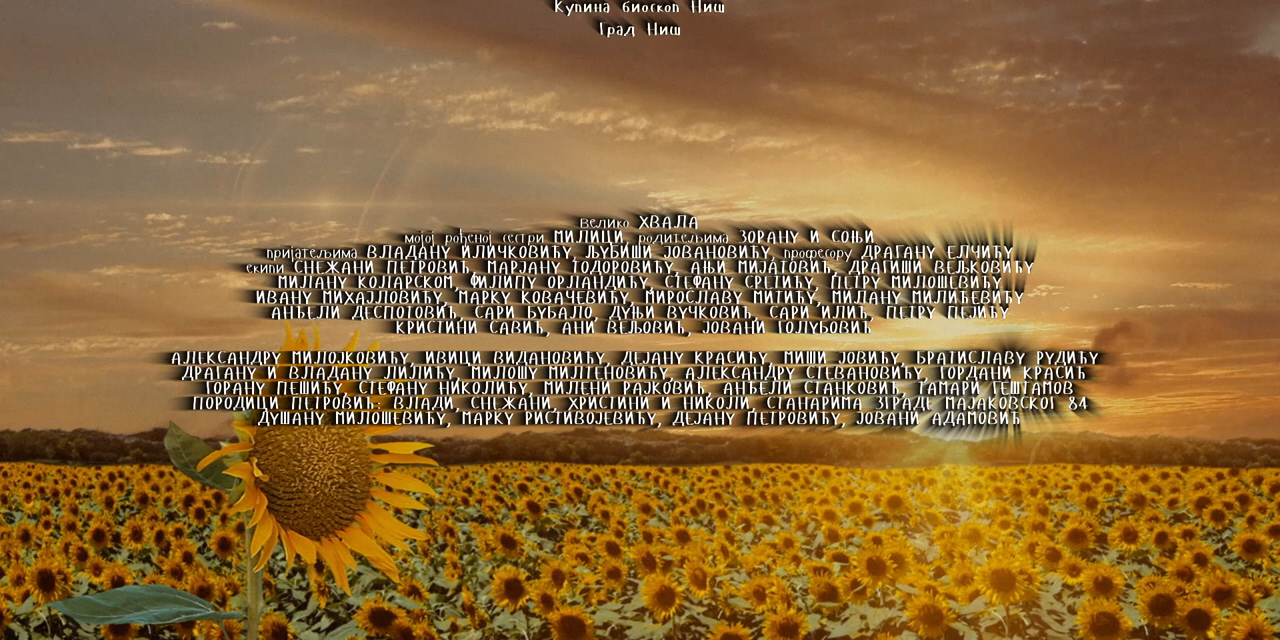 Купина биоскоп Ниш
Град Ниш
велико ХВАЛА
мојој рођеној сестри МИЛИЦИ, родитељима ЗОРАНУ И СОЊИ
пријатељима ВЛАДАНУ ИЛИЧКОВИЋУ, ЉУБИШИ ЈОВАНОВИЋУ, професору ДРАГАНУ ЕЛЧИЋУ
екипи СНЕЖАНИ ПЕТРОВИЋ, МАРЈАНУ ТОДОРОВИЋУ, АЊИ МИЈАТОВИЋ, ДРАГИШИ ВЕЉКОВИЋУ
МИЛАНУ КОЛАРСКОМ, ФИЛИПУ ОРЛАНДИЋУ, СТЕФАНУ СРЕТИЋУ, ПЕТРУ МИЛОШЕВИЋУ
ИВАНУ МИХАЈЛОВИЋУ, МАРКУ КОВАЧЕВИЋУ, МИРОСЛАВУ МИТИЋУ, МИЛАНУ МИЛИЋЕВИЋУ
АНЂЕЛИ ДЕСПОТОВИЋ, САРИ БУБАЛО, ДУЊИ ВУЧКОВИЋ, САРИ ИЛИЋ, ПЕТРУ ПЕЈИЋУ
КРИСТИНИ САВИЋ, АНИ ВЕЉОВИЋ, ЈОВАНИ ГОЛУБОВИЋ
АЛЕКСАНДРУ МИЛОЈКОВИЋУ, ИВИЦИ ВИДАНОВИЋУ, ДЕЈАНУ КРАСИЋУ, МИШИ ЈОВИЋУ, БРАТИСЛАВУ РУДИЋУ
ДРАГАНУ И ВЛАДАНУ ЛИЛИЋУ, МИЛОШУ МИЛТЕНОВИЋУ, АЛЕКСАНДРУ СТЕВАНОВИЋУ, ГОРДАНИ КРАСИЋ
ГОРАНУ ПЕШИЋУ, СТЕФАНУ НИКОЛИЋУ, МИЛЕНИ РАЈКОВИЋ, АНЂЕЛИ СТАНКОВИЋ, ТАМАРИ ГЕШТАМОВ
ПОРОДИЦИ ПЕТРОВИЋ: ВЛАДИ, СНЕЖАНИ, ХРИСТИНИ И НИКОЛИ, СТАНАРИМА ЗГРАДЕ МАЈАКОВСКОГ 84
ДУШАНУ МИЛОШЕВИЋУ, МАРКУ РИСТИВОЈЕВИЋУ, ДЕЈАНУ ПЕТРОВИЋУ, ЈОВАНИ АДАМОВИЋ